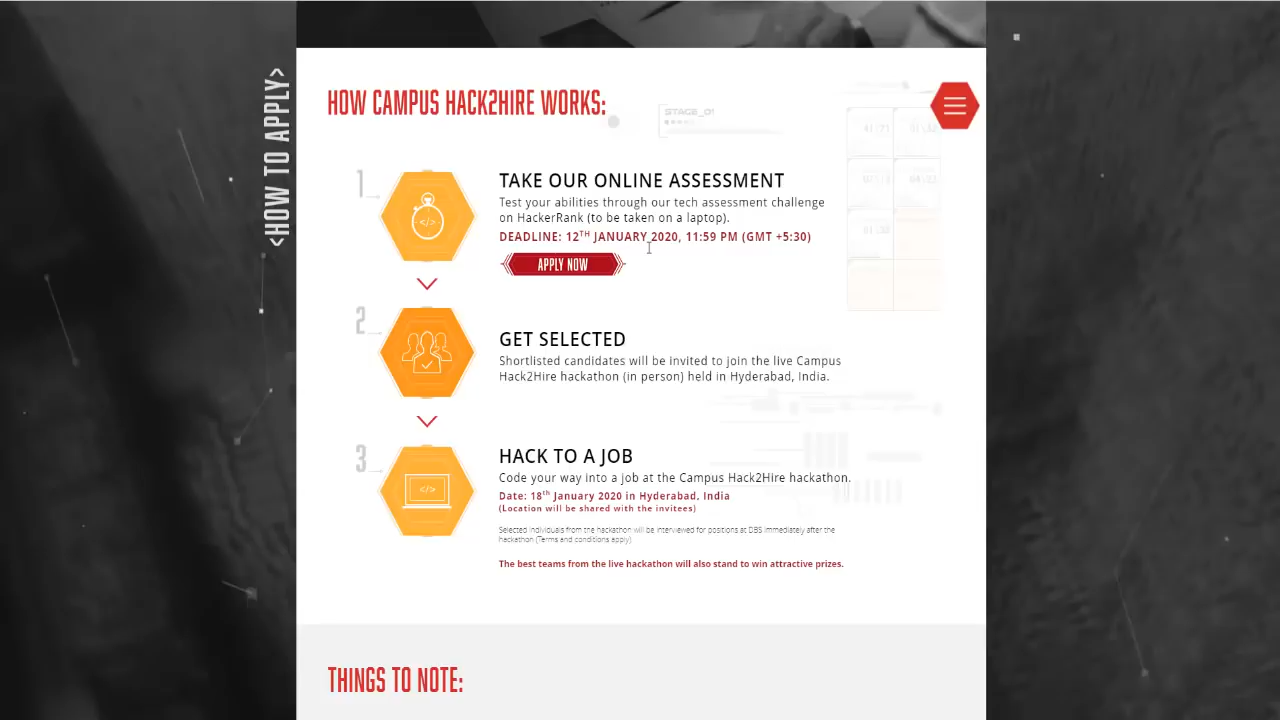 <HOW TO APPLY>
HOW CAMPUS HACK2HIRE WORKS:
STAGE_01
1
TAKE OUR ONLINE ASSESSMENT
Test your abilities through our tech assessment challenge
on HackerRank (to be taken on a laptop).
DEADLINE: 12TH JANUARY 2020, 11:59 PM (GMT +5:30)
APPLY NOW
</>
2
GET SELECTED
Shortlisted candidates will be invited to join the live Campus
Hack2Hire hackathon (in person) held in Hyderabad, India.
3
HACK TO A JOB
Code your way into a job at the Campus Hack2Hire hackathon.
</>
Date: 18th January 2020 in Hyderabad, India
(Location will be shared with the invitees)
Selected individuals from the hackathon will be interviewed for positions at DBS immediately after the
hackathon (Terms and conditions apply)
The best teams from the live hackathon will also stand to win attractive prizes.
THINGS TO NOTE: